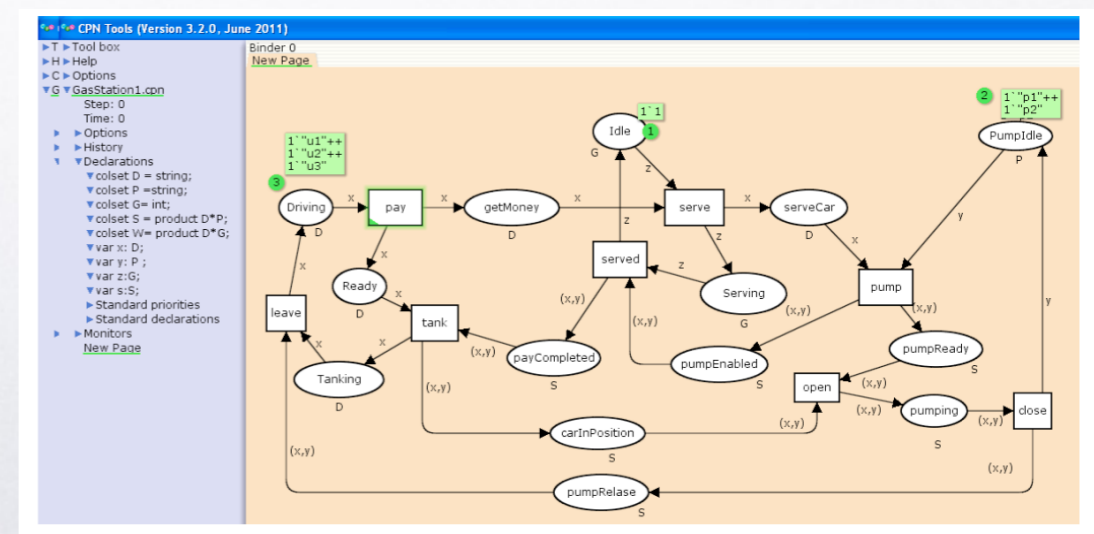 CPN Tools (Version 3.2.0, June 2011)
T Tool box
H Help
C Options
G GasStation1.cpn
Step: 0
Time: 0
Options
History
Declarations
colset D = string;
colset P =string;
colset G= int;
colset S = product D*P;
colset W= product D*G;
var x: D;
var y: P ;
var z:G;
var s:S;
Standard priorities
Standard declarations
Monitors
New Page
Binder 0
New Page
1`1
Idle
1
G
2
1`"p1"++
1`"p2"
PumpIdle
P
1`"u1"++
1`"u2"++
1`"u3"
3
Driving
D
x
pay
x
getMoney
D
x
z
serve
x
serveCar
D
x
y
z
z
served
z
Serving
G
pump
(x,y)
(x,y)
x
Ready
D
x
x
leave
tank
(x,y)
(x,y)
payCompleted
S
(x,y)
pumpEnabled
S
pumpReady
S
y
x
x
Tanking
D
(x,y)
open
(x,y)
(x,y)
pumping
S
(x,y)
close
carInPosition
S
(x,y)
(x,y)
(x,y)
pumpRelase
S